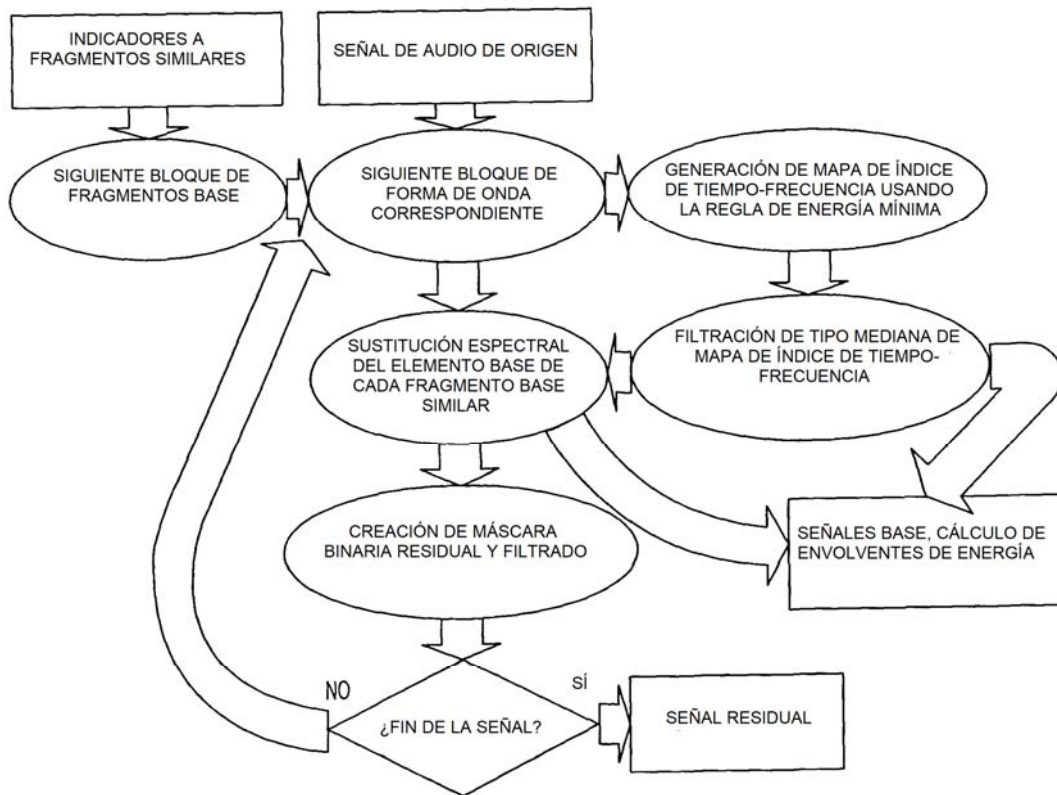 INDICADORES A
FRAGMENTOS SIMILARES
SEÑAL DE AUDIO DE ORIGEN
SIGUIENTE BLOQUE DE
FRAGMENTOS BASE
SIGUIENTE BLOQUE DE
FORMA DE ONDA
CORRESPONDIENTE
GENERACIÓN DE MAPA DE ÍNDICE
DE TIEMPO-FRECUENCIA USANDO
LA REGLA DE ENERGÍA MÍNIMA
SUSTITUCIÓN ESPECTRAL
DEL ELEMENTO BASE DE
CADA FRAGMENTO BASE
SIMILAR
FILTRACIÓN DE TIPO MEDIANA DE
MAPA DE ÍNDICE DE TIEMPO-
FRECUENCIA
CREACIÓN DE MÁSCARA
BINARIA RESIDUAL Y FILTRADO
SEÑALES BASE, CÁLCULO DE
ENVOLVENTES DE ENERGÍA
NO
¿FIN DE LA SEÑAL?
SÍ
SEÑAL RESIDUAL